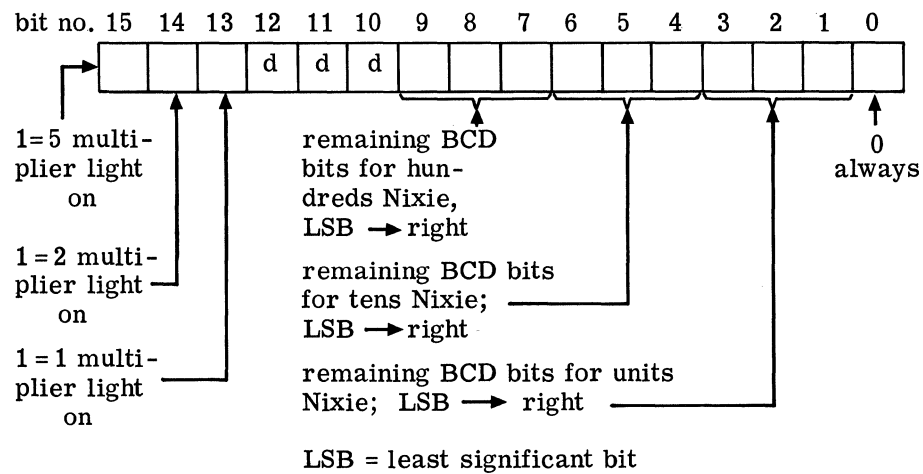 bit no. 15 14 13 12 11 10 9 8 7 6 5 4 3 2 1 0
d d d
1=5 multi-
plier light
on
remaining BCD
bits for hun-
dreds Nixie,
LSB → right
0
always
1=2 multi-
plier light
on
remaining BCD bits
for tens Nixie;
LSB → right
1=1 multi-
plier light
on
remaining BCD bits for units
Nixie; LSB → right
LSB = least significant bit